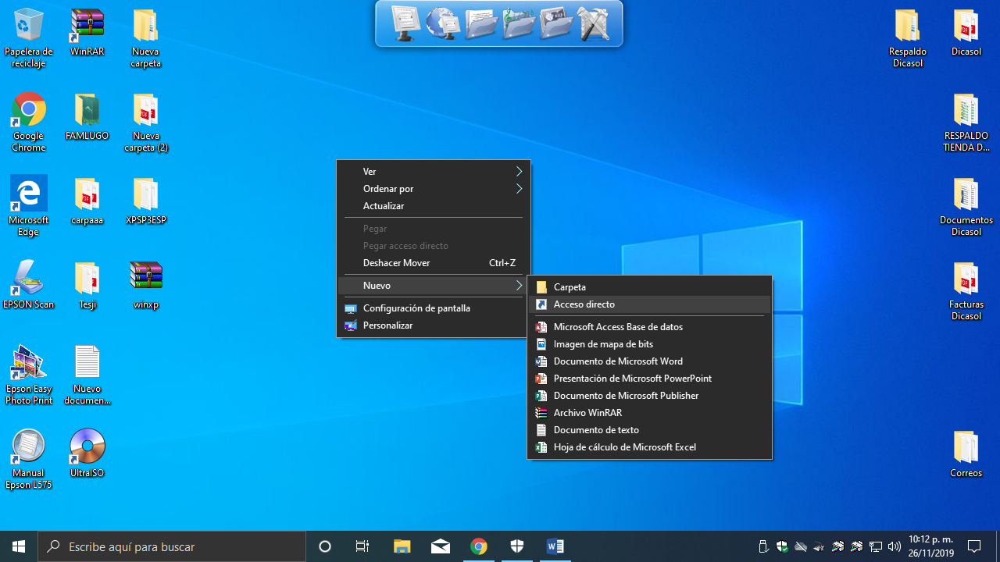 Papelera de
reciclaje
WinRAR
Nueva
carpeta
Respaldo
Dicasol
Dicasol
Google
Chrome
FAMLUGO
Nueva
carpeta (2)
RESPALDO
TIENDA D...
Microsoft
Edge
carpaaa
XPSP3ESP
Documentos
Dicasol
EPSON Scan
Tesji
winxp
Facturas
Dicasol
Epson Easy
Photo Print
Nuevo
documen...
Manual
Epson L575
UltraISO
Correos
Ver
Ordenar por
Actualizar
Pegar
Pegar acceso directo
Deshacer Mover Ctrl+Z
Nuevo
Configuración de pantalla
Personalizar
Carpeta
Acceso directo
Microsoft Access Base de datos
Imagen de mapa de bits
Documento de Microsoft Word
Presentación de Microsoft PowerPoint
Documento de Microsoft Publisher
Archivo WinRAR
Documento de texto
Hoja de cálculo de Microsoft Excel
Escribe aquí para buscar
10:12 p. m.
26/11/2019